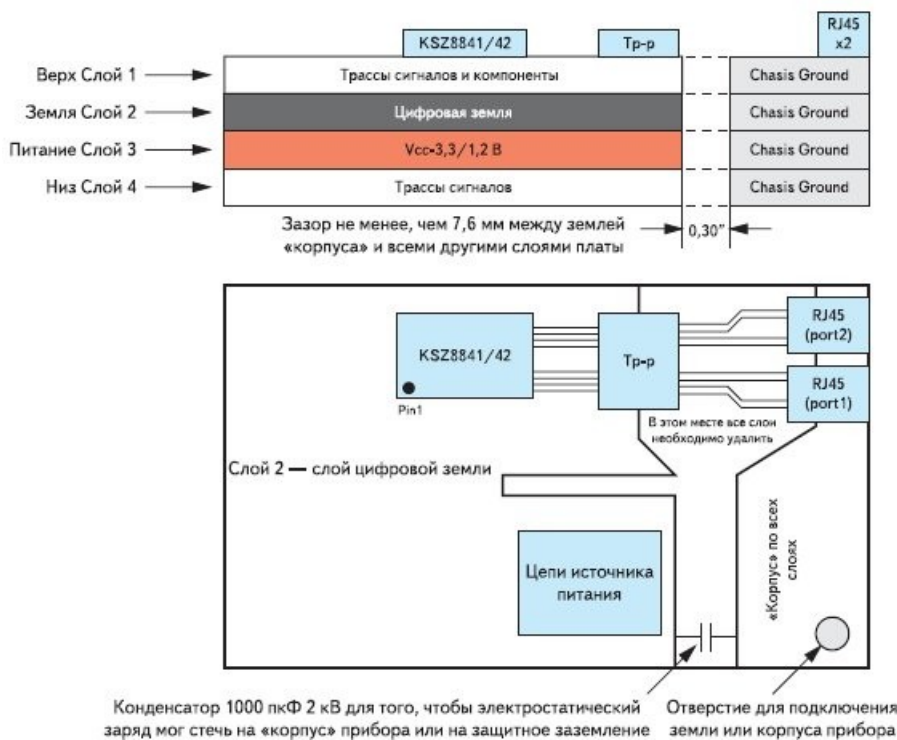 KSZ8841/42
Тр-р
RJ45
x2
Верх Слой 1
Трассы сигналов и компоненты
Chasis Ground
Земля Слой 2
Цифровая земля
Chasis Ground
Питание Слой 3
Vcc-3,3/1,2 В
Chasis Ground
Низ Слой 4
Трассы сигналов
Chasis Ground
Зазор не менее, чем 7,6 мм между землей
«корпуса» и всеми другими слоями платы
0,30"
KSZ8841/42
Pin1
Тр-р
RJ45
(port2)
RJ45
(port1)
В этом месте все слои
необходимо удалить
Слой 2 — слой цифровой земли
Цепи источника
питания
«Корпус» по всех
слоях
Конденсатор 1000 пкФ 2 кВ для того, чтобы электростатический
заряд мог стечь на «корпус» прибора или на защитное заземление
Отверстие для подключения
земли или корпуса прибора